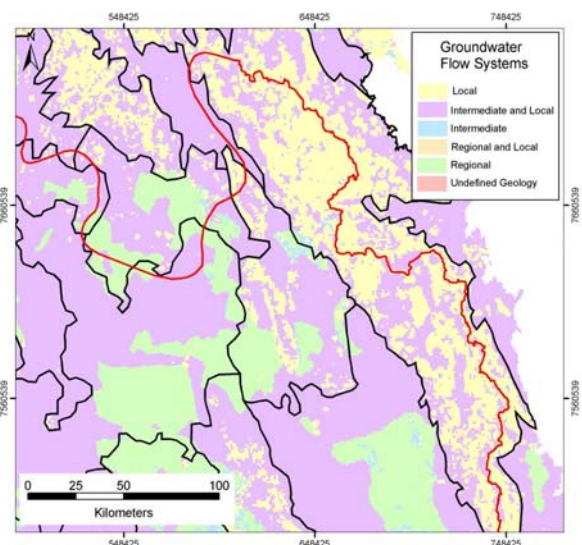 548425 648425 748425
N
Groundwater
Flow Systems
Local
Intermediate and Local
Intermediate
Regional and Local
Regional
Undefined Geology
7660539 7660539
7560539 7560539
0 25 50 100
Kilometers
548425 648425 748425